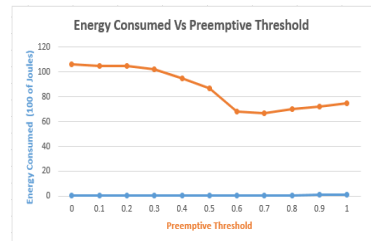 Energy Consumed Vs Preemptive Threshold
Energy Consumed (100 of Joules)
120
100
80
60
40
20
0
0 0.1 0.2 0.3 0.4 0.5 0.6 0.7 0.8 0.9 1
Preemptive Threshold